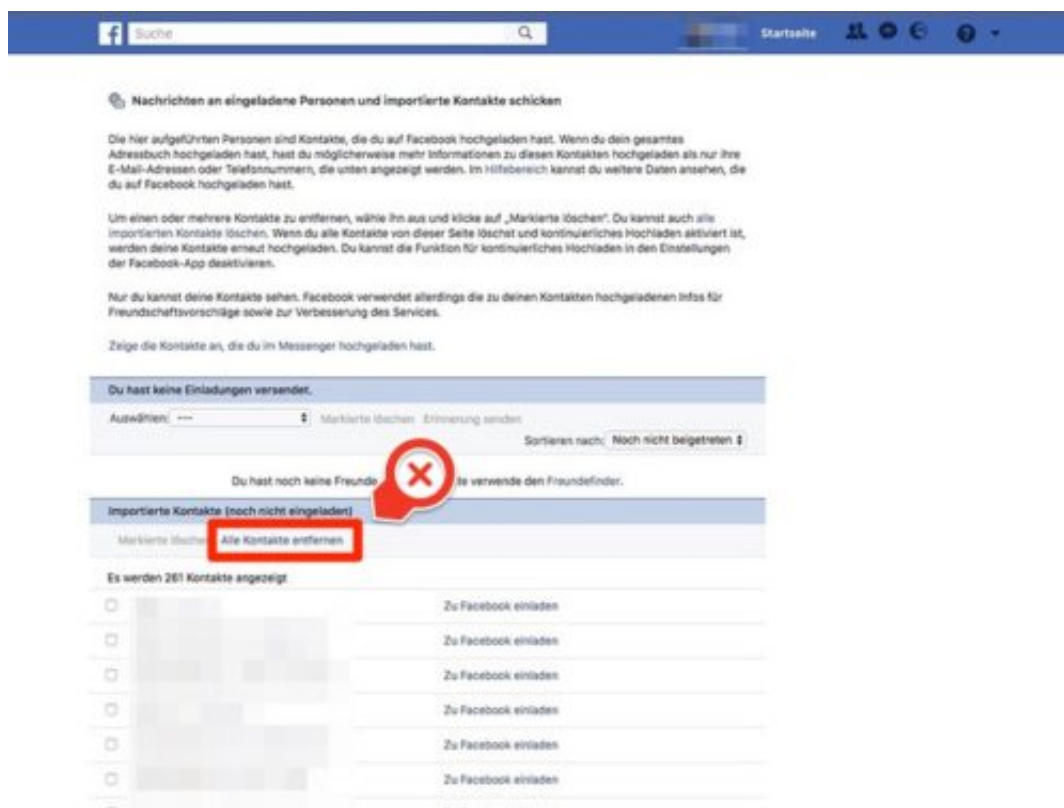 f
Suche
Startseite
Nachrichten an eingeladene Personen und importierte Kontakte schicken
Die hier aufgeführten Personen sind Kontakte, die du auf Facebook hochgeladen hast. Wenn du dein gesamtes
Adressbuch hochgeladen hast, hast du möglicherweise mehr Informationen zu diesen Kontakten hochgeladen als nur ihre
E-Mail-Adressen oder Telefonnummern, die unten angezeigt werden. Im Hilfebereich kannst du weitere Daten ansehen, die
du auf Facebook hochgeladen hast.
Um einen oder mehrere Kontakte zu entfernen, wähle ihn aus und klicke auf „Markierte löschen“. Du kannst auch alle
importierten Kontakte löschen. Wenn du alle Kontakte von dieser Seite löschst und kontinuierliches Hochladen aktiviert ist,
werden deine Kontakte erneut hochgeladen. Du kannst die Funktion für kontinuierliches Hochladen in den Einstellungen
der Facebook-App deaktivieren.
Nur du kannst deine Kontakte sehen. Facebook verwendet allerdings die zu deinen Kontakten hochgeladenen Infos für
Freundschaftsvorschläge sowie zur Verbesserung des Services.
Zeige die Kontakte an, die du im Messenger hochgeladen hast.
Du hast keine Einladungen versendet.
Auswählen: --- Markierte löschen Erinnerung senden
Sortieren nach: Noch nicht beigetreten
Du hast noch keine Freunde verwende den Freundefinder.
Importierte Kontakte (noch nicht eingeladen)
Markierte löschen Alle Kontakte entfernen
Es werden 261 Kontakte angezeigt
Zu Facebook einladen
Zu Facebook einladen
Zu Facebook einladen
Zu Facebook einladen
Zu Facebook einladen
Zu Facebook einladen